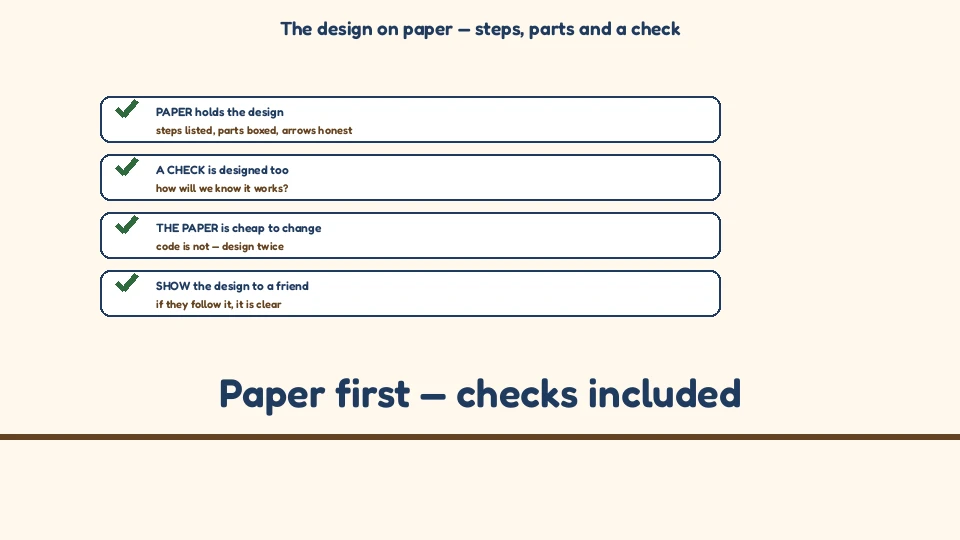 The design on paper — steps, parts and a check
PAPER holds the design
steps listed, parts boxed, arrows honest
A CHECK is designed too
how will we know it works?
THE PAPER is cheap to change
code is not — design twice
SHOW the design to a friend
if they follow it, it is clear
Paper first — checks included